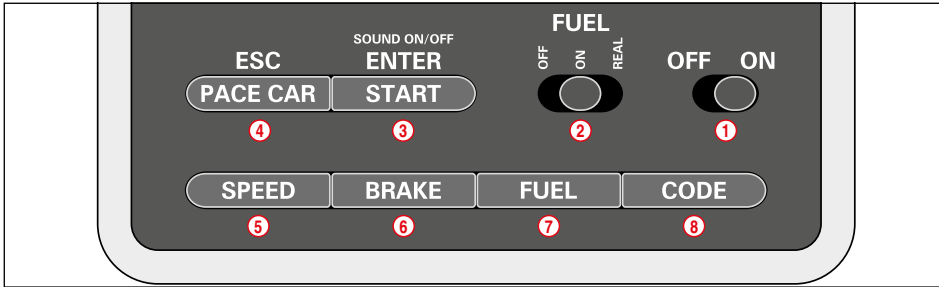 FUEL
SOUND ON/OFF
OFF ON REAL
ESC ENTER OFF ON
PACE CAR START
4 3 2 1
SPEED BRAKE FUEL CODE
5 6 7 8